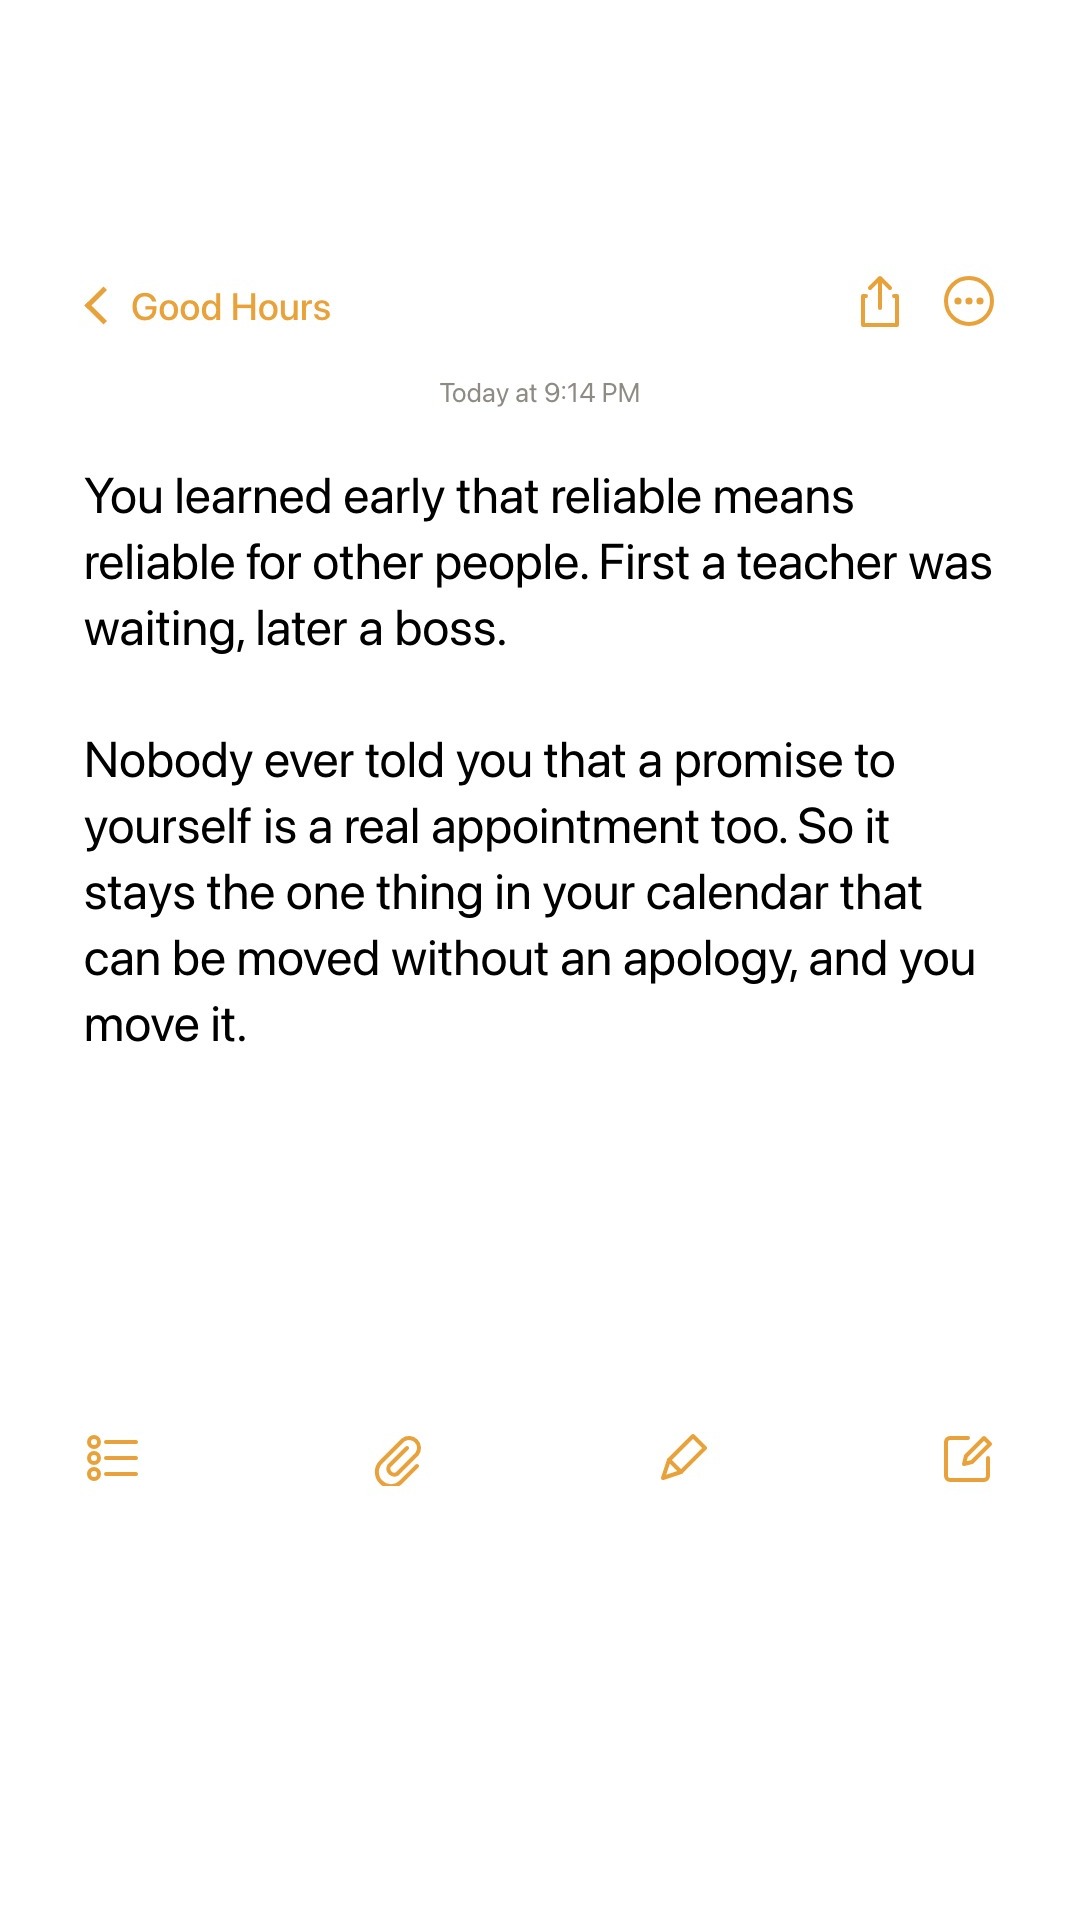 Good Hours
Today at 9:14 PM
You learned early that reliable means
reliable for other people. First a teacher was
waiting, later a boss.
Nobody ever told you that a promise to
yourself is a real appointment too. So it
stays the one thing in your calendar that
can be moved without an apology, and you
move it.